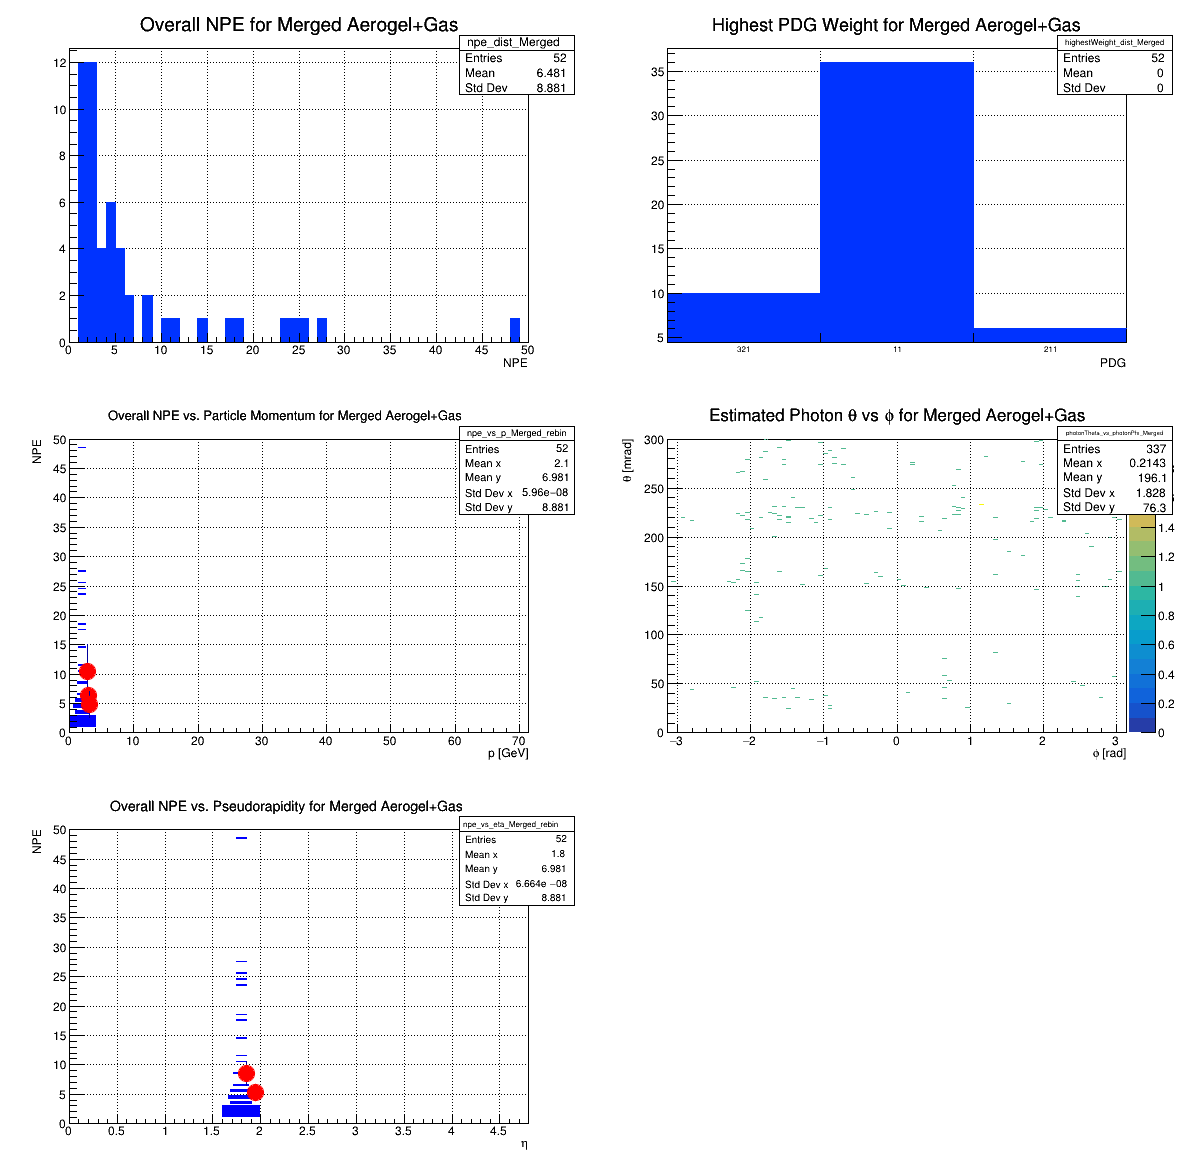 Overall NPE for Merged Aerogel+Gas
npe_dist_Merged
Entries 52
Mean 6.481
Std Dev 8.881
12
10
8
6
4
2
0
0 5 10 15 20 25 30 35 40 45 50
NPE
Highest PDG Weight for Merged Aerogel+Gas
highestWeight_dist_Merged
Entries 52
Mean 0
Std Dev 0
35
30
25
20
15
10
5
321 11 211
PDG
Overall NPE vs. Particle Momentum for Merged Aerogel+Gas
npe_vs_p_Merged_rebin
Entries 52
Mean x 2.1
Mean y 6.981
Std Dev x 5.96e−08
Std Dev y 8.881
NPE
50
45
40
35
30
25
20
15
10
5
0
0 10 20 30 40 50 60 70
p [GeV]
Estimated Photon θ vs ϕ for Merged Aerogel+Gas
photonTheta_vs_photonPhi_Merged
Entries 337
Mean x 0.2143
Mean y 196.1
Std Dev x 1.828
Std Dev y 76.3
θ [mrad]
300
250
200
150
100
50
0
−3 −2 −1 0 1 2 3
ϕ [rad]
1.4
1.2
1
0.8
0.6
0.4
0.2
0
Overall NPE vs. Pseudorapidity for Merged Aerogel+Gas
npe_vs_eta_Merged_rebin
Entries 52
Mean x 1.8
Mean y 6.981
Std Dev x 6.664e −08
Std Dev y 8.881
NPE
50
45
40
35
30
25
20
15
10
5
0
0 0.5 1 1.5 2 2.5 3 3.5 4 4.5
η